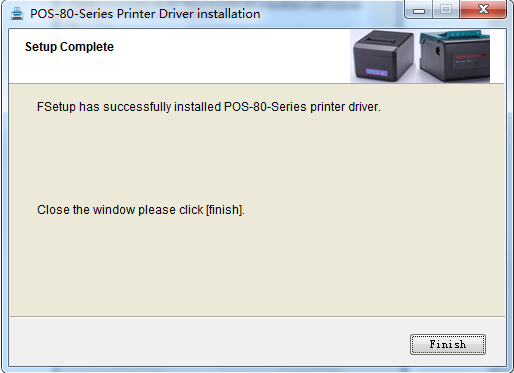 POS-80-Series Printer Driver installation
Setup Complete
FSetup has successfully installed POS-80-Series printer driver.
Close the window please click [finish].
Finish